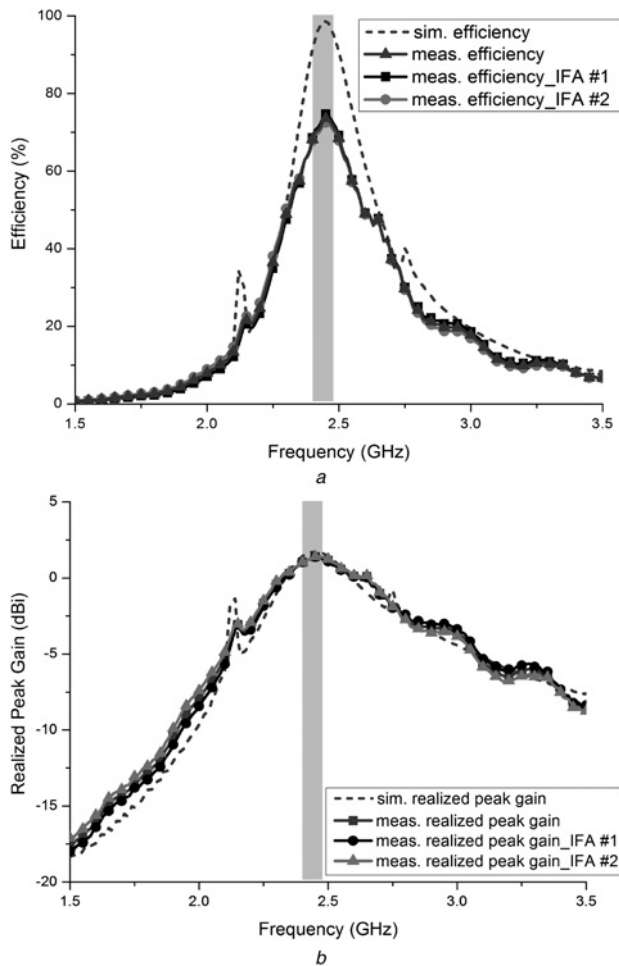 100
80
60
40
20
0
Efficiency (%)
sim. efficiency
meas. efficiency
meas. efficiency_IFA #1
meas. efficiency_IFA #2
1.5 2.0 2.5 3.0 3.5
Frequency (GHz)
a
5
0
-5
-10
-15
-20
Realized Peak Gain (dBi)
sim. realized peak gain
meas. realized peak gain
meas. realized peak gain_IFA #1
meas. realized peak gain_IFA #2
1.5 2.0 2.5 3.0 3.5
Frequency (GHz)
b